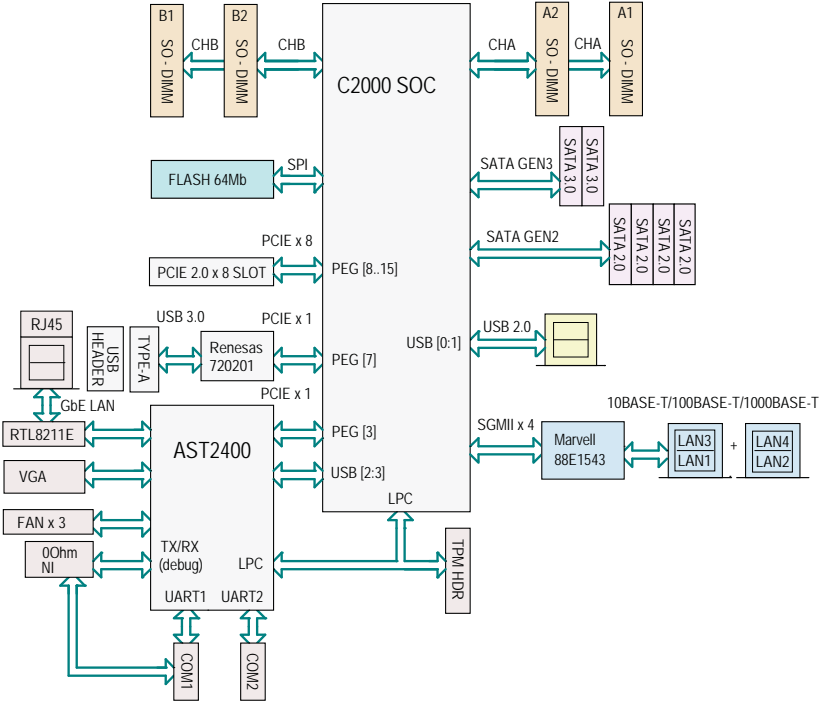 B1
SO - DIMM
CHB
B2
SO - DIMM
CHB
C2000 SOC
CHA
A2
SO - DIMM
CHA
A1
SO - DIMM
FLASH 64Mb
SPI
SATA GEN3
SATA 3.0
SATA 3.0
SATA GEN2
SATA 2.0
SATA 2.0
SATA 2.0
SATA 2.0
PCIE x 8
PCIE 2.0 x 8 SLOT
PEG [8..15]
RJ45
USB HEADER
TYPE-A
USB 3.0
Renesas
720201
PCIE x 1
PEG [7]
USB [0:1]
USB 2.0
GbE LAN
PCIE x 1
10BASE-T/100BASE-T/1000BASE-T
RTL8211E
AST2400
PEG [3]
SGMII x 4
Marvell
88E1543
LAN3
LAN1
+
LAN4
LAN2
VGA
USB [2:3]
LPC
FAN x 3
0Ohm
NI
TX/RX
(debug)
LPC
TPM HDR
UART1
UART2
COM1
COM2